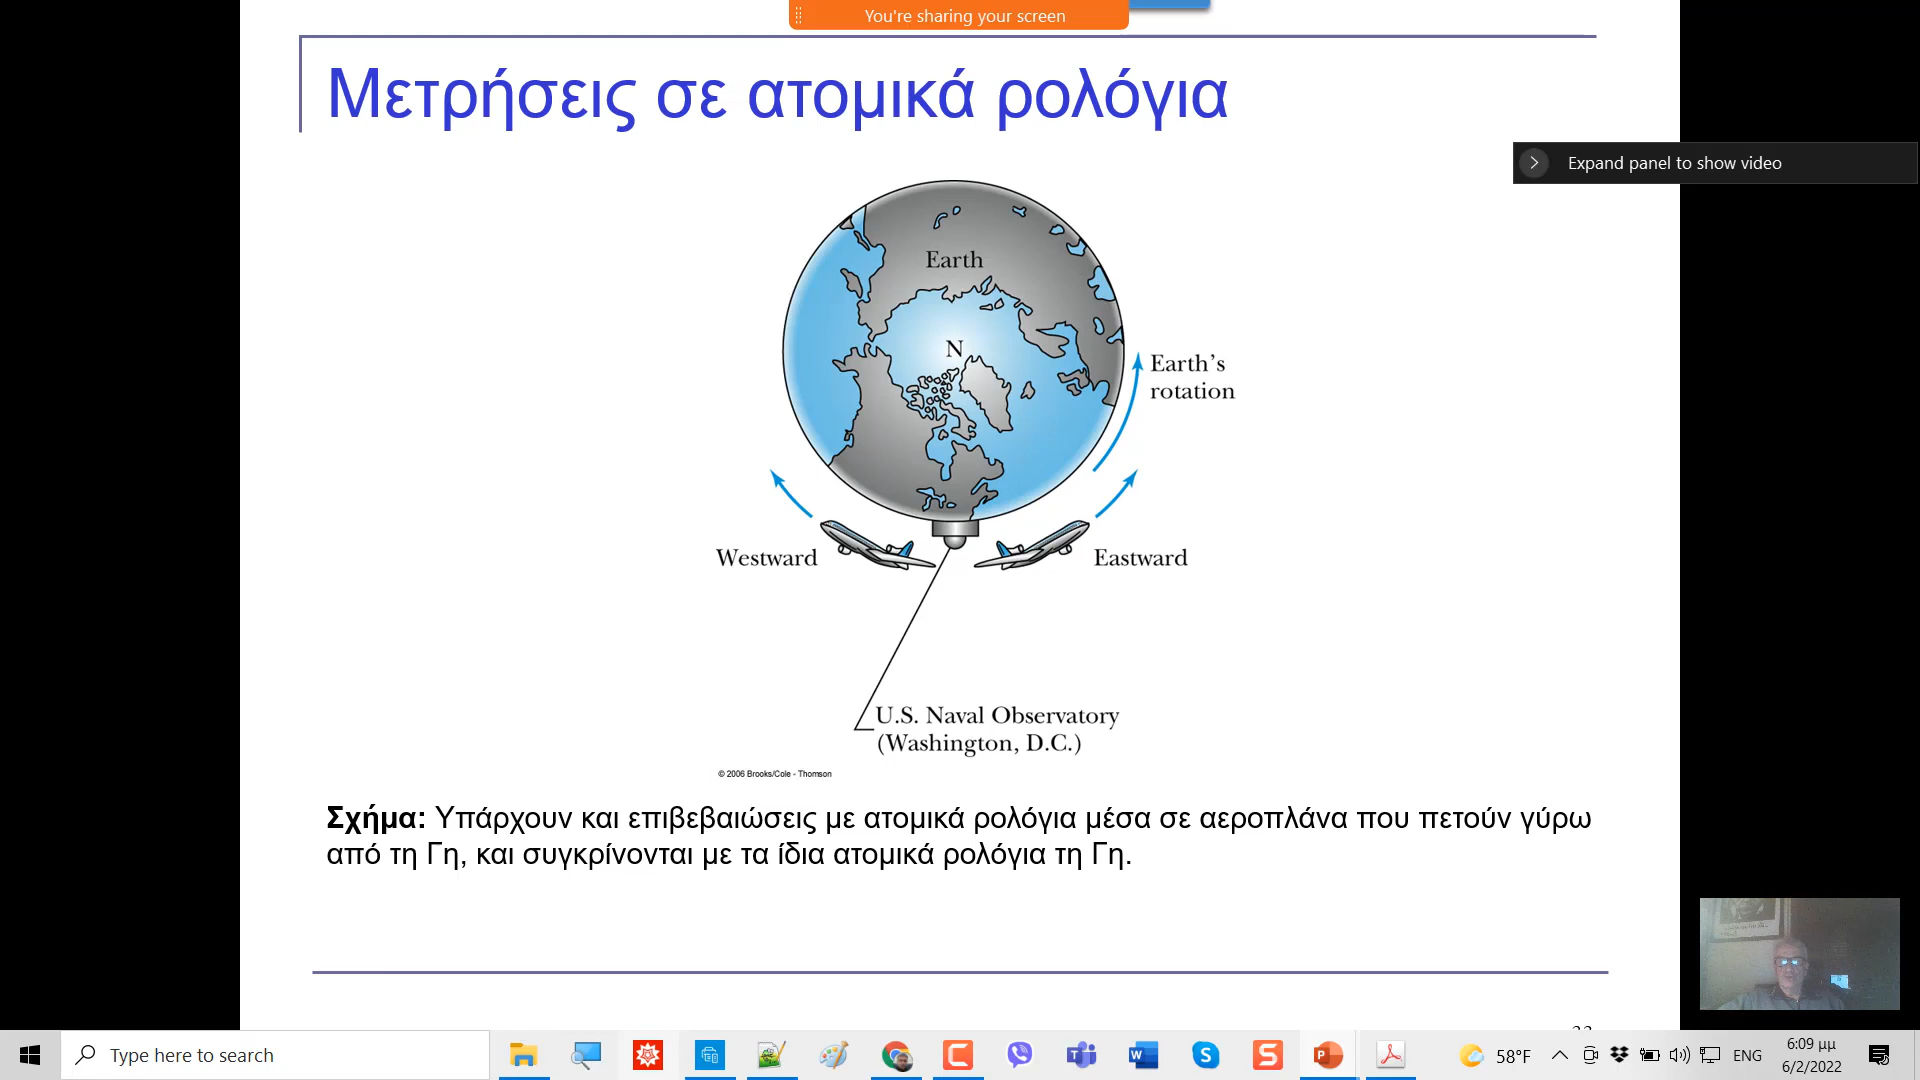 You're sharing your screen
Μετρήσεις σε ατομικά ρολόγια
Expand panel to show video
Earth
N
Earth's
rotation
Westward
Eastward
U.S. Naval Observatory
(Washington, D.C.)
© 2006 Brooks/Cole - Thomson
Σχήμα: Υπάρχουν και επιβεβαιώσεις με ατομικά ρολόγια μέσα σε αεροπλάνα που πετούν γύρω
από τη Γη, και συγκρίνονται με τα ίδια ατομικά ρολόγια τη Γη.
Type here to search
58°F
ENG
6:09 μμ
6/2/2022